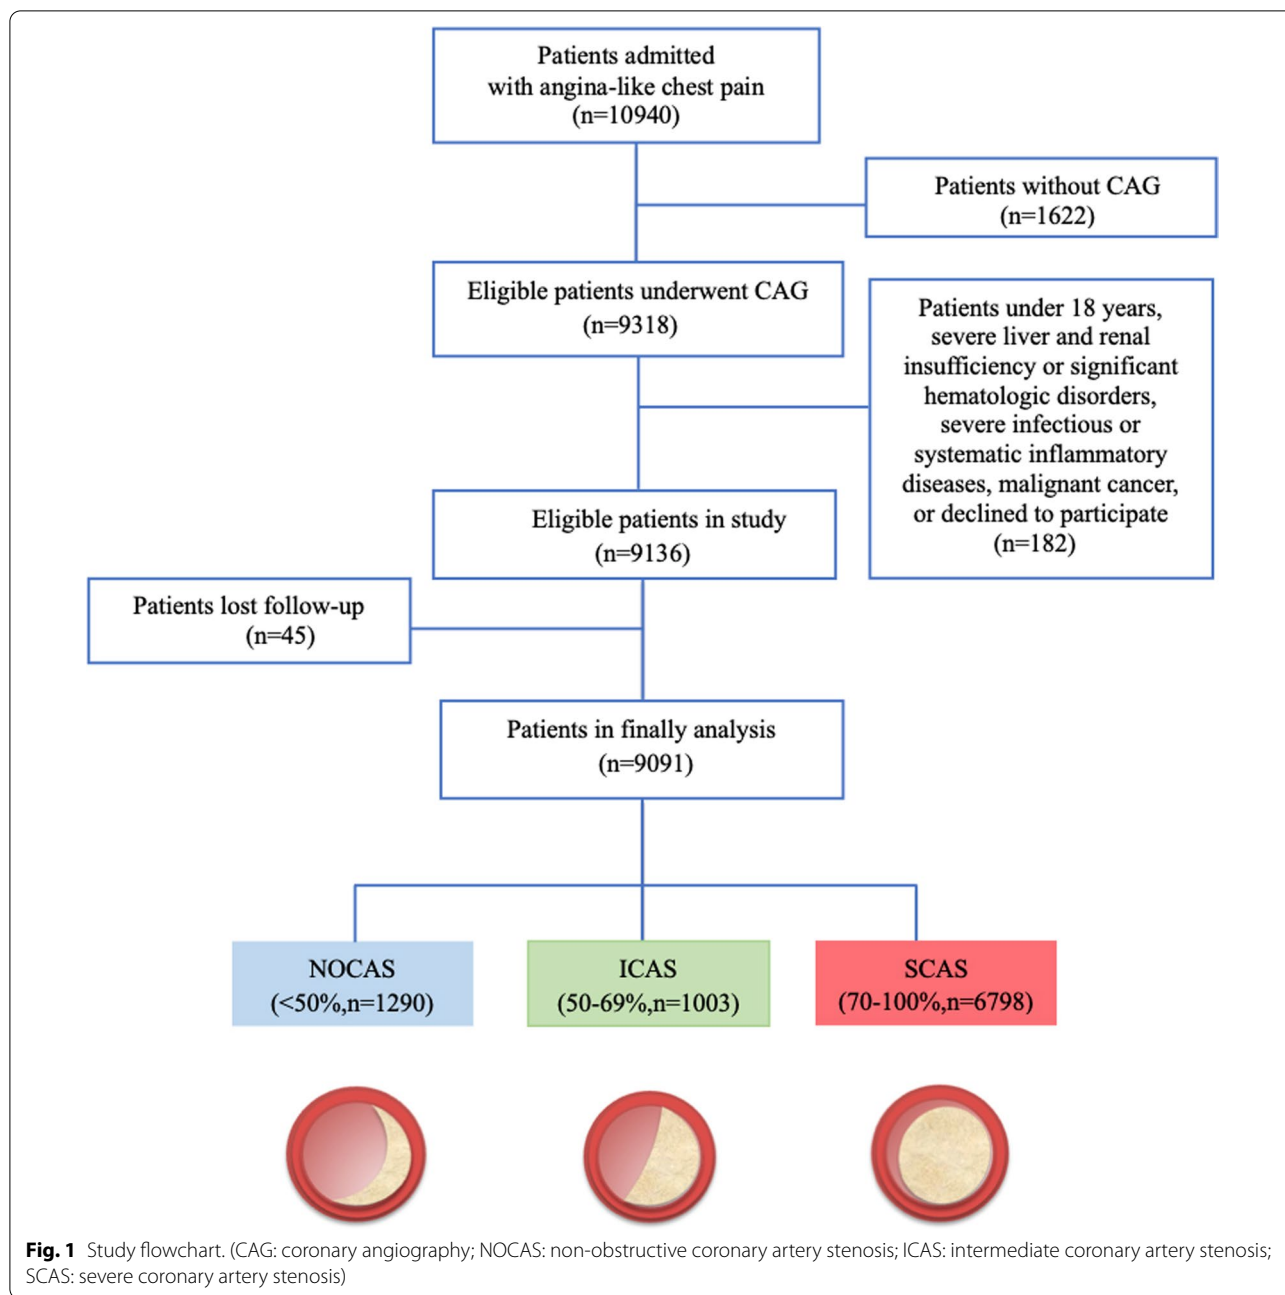 Patients admitted
with angina-like chest pain
(n=10940)
Patients without CAG
(n=1622)
Eligible patients underwent CAG
(n=9318)
Patients under 18 years,
severe liver and renal
insufficiency or significant
hematologic disorders,
severe infectious or
systematic inflammatory
diseases, malignant cancer,
or declined to participate
(n=182)
Eligible patients in study
(n=9136)
Patients lost follow-up
(n=45)
Patients in finally analysis
(n=9091)
NOCAS
(<50%,n=1290)
ICAS
(50-69%,n=1003)
SCAS
(70-100%,n=6798)
Fig. 1 Study flowchart. (CAG: coronary angiography; NOCAS: non-obstructive coronary artery stenosis; ICAS: intermediate coronary artery stenosis;
SCAS: severe coronary artery stenosis)